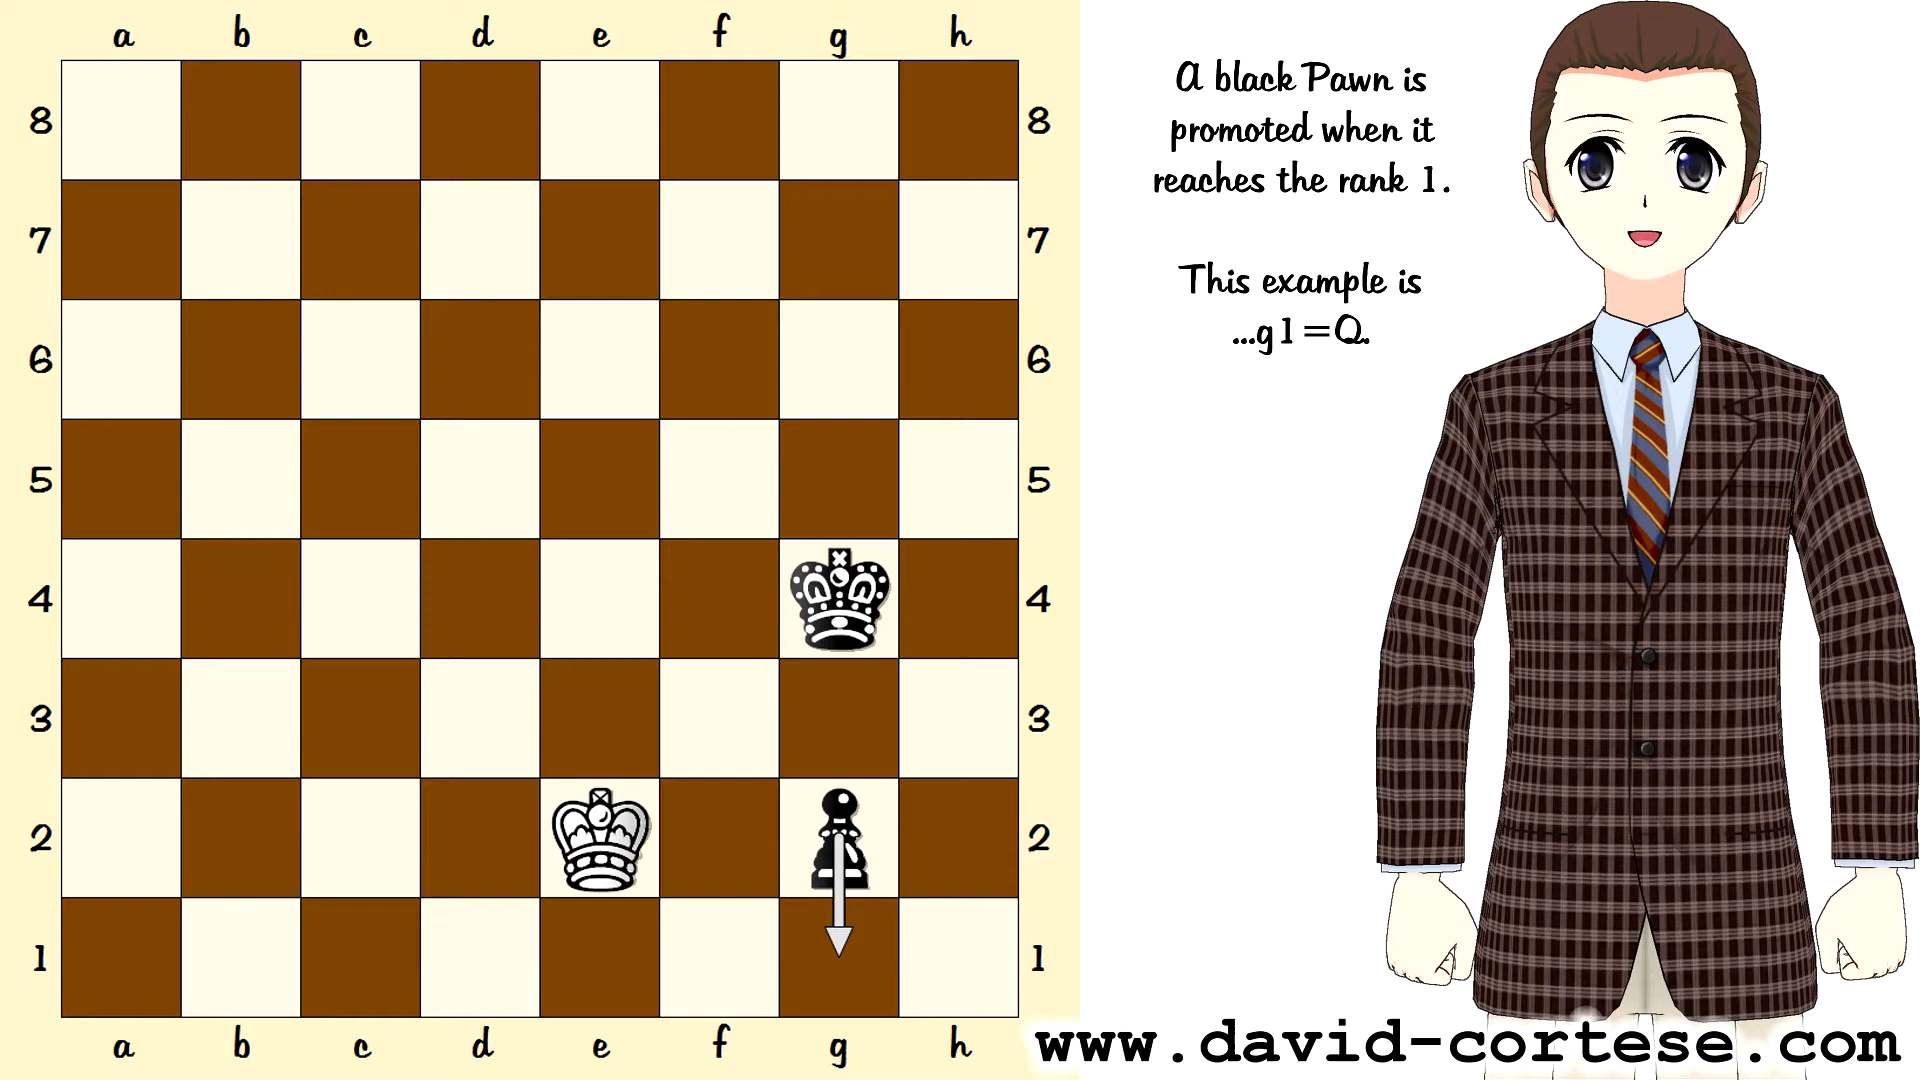 a b c d e f g h
8 8
7 7
6 6
5 5
4 4
3 3
2 2
1 1
a b c d e f g h
A black Pawn is
promoted when it
reaches the rank 1.
This example is
...g1=Q.
www.david-cortese.com